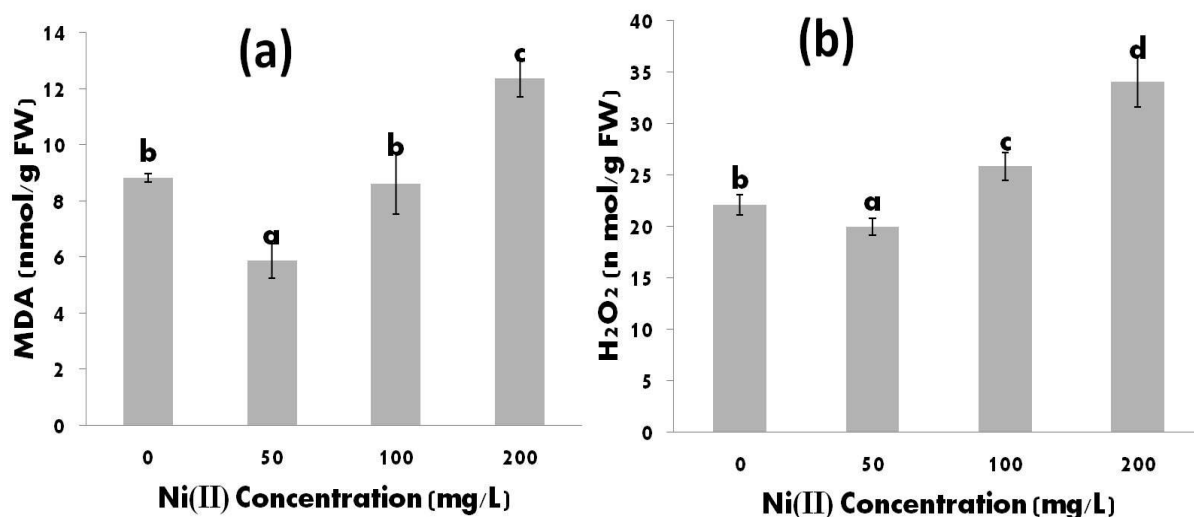 (a)
MDA (nmol/g FW)
14
12
10
8
6
4
2
0
b
a
b
c
0 50 100 200
Ni(II) Concentration (mg/L)
(b)
H₂O₂ (n mol/g FW)
40
35
30
25
20
15
10
5
0
b
a
c
d
0 50 100 200
Ni(II) Concentration (mg/L)